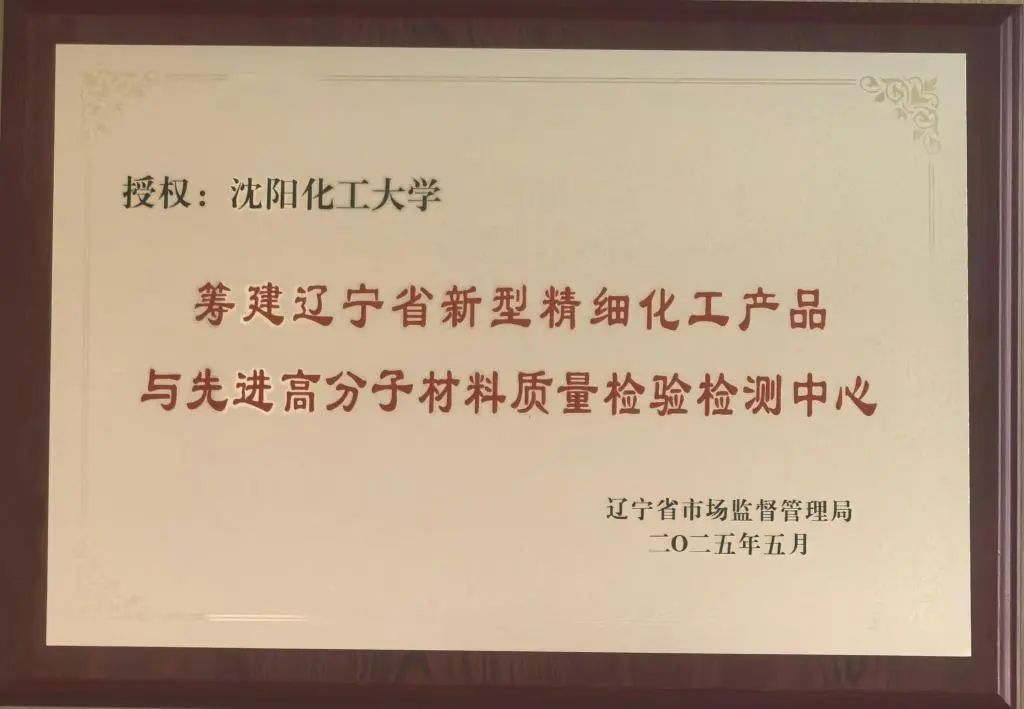 授权：沈阳化工大学
筹建辽宁省新型精细化工产品
与先进高分子材料质量检验检测中心
辽宁省市场监督管理局
二O二五年五月